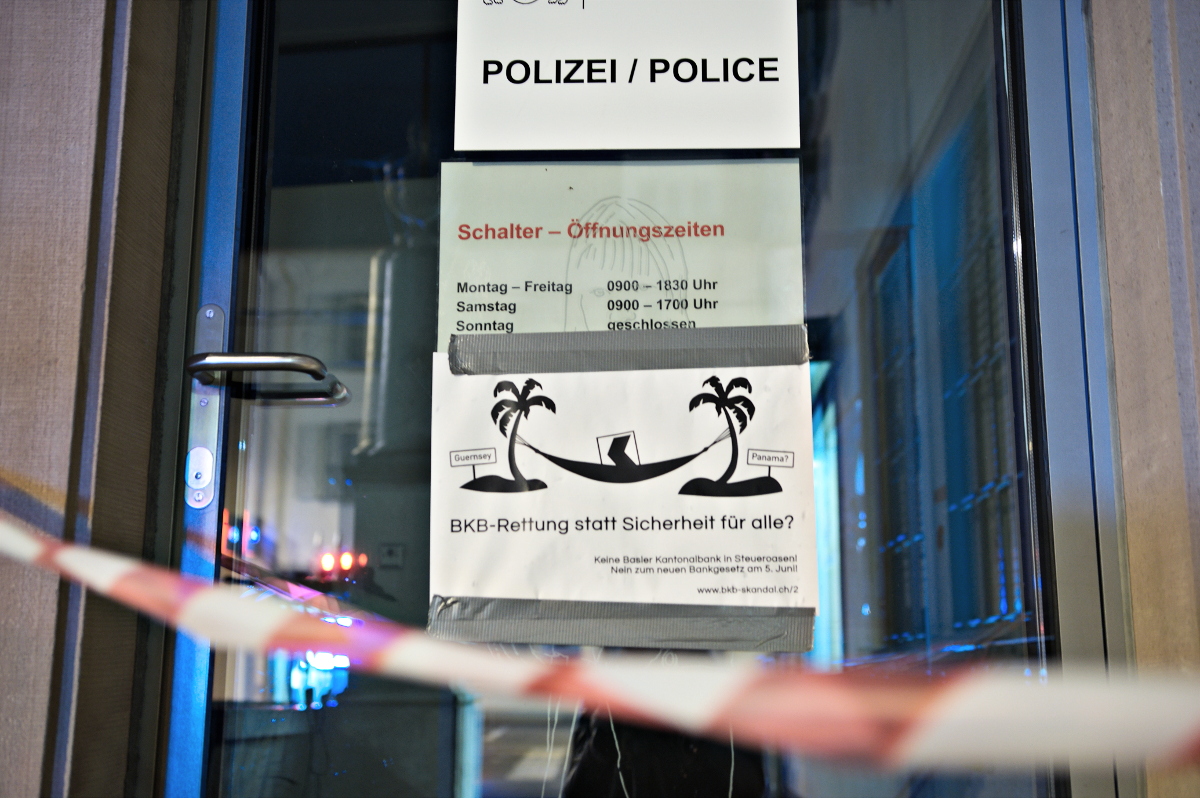 POLIZEI / POLICE
Schalter – Öffnungszeiten
Montag – Freitag 0900 – 1830 Uhr
Samstag 0900 – 1700 Uhr
Sonntag geschlossen
Guernsey
Panama?
BKB-Rettung statt Sicherheit für alle?
Keine Basler Kantonalbank in Steueroasen!
Nein zum neuen Bankgesetz am 5. Juni!
www.bkb-skandal.ch/2